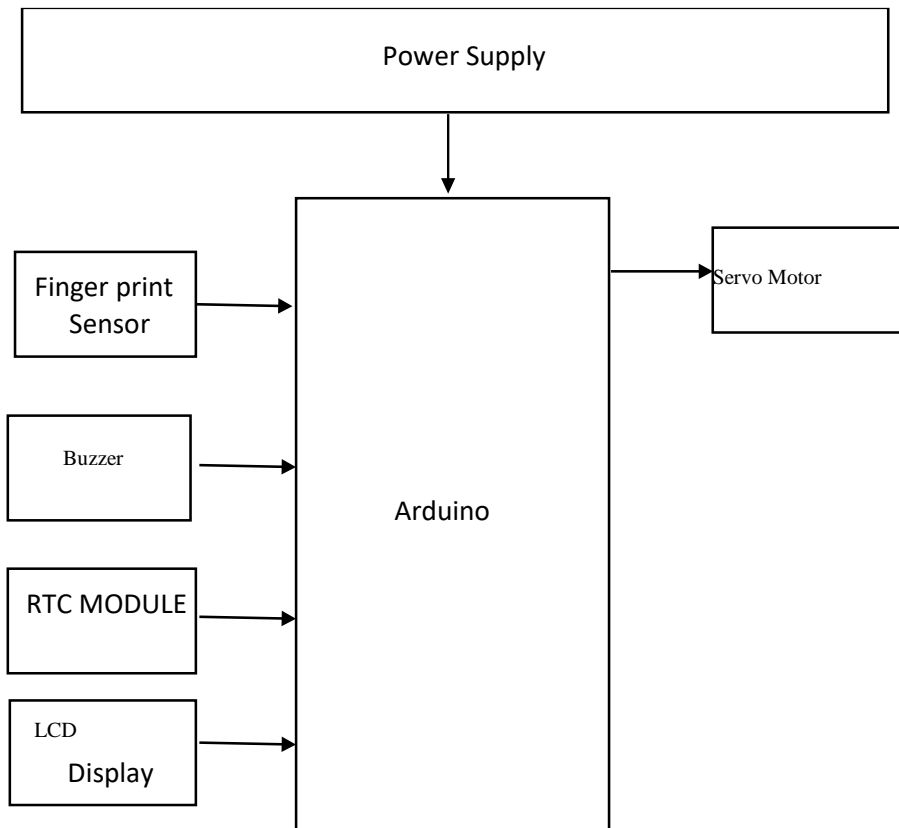 Power Supply
Finger print
Sensor
Servo Motor
Buzzer
Arduino
RTC MODULE
LCD
Display